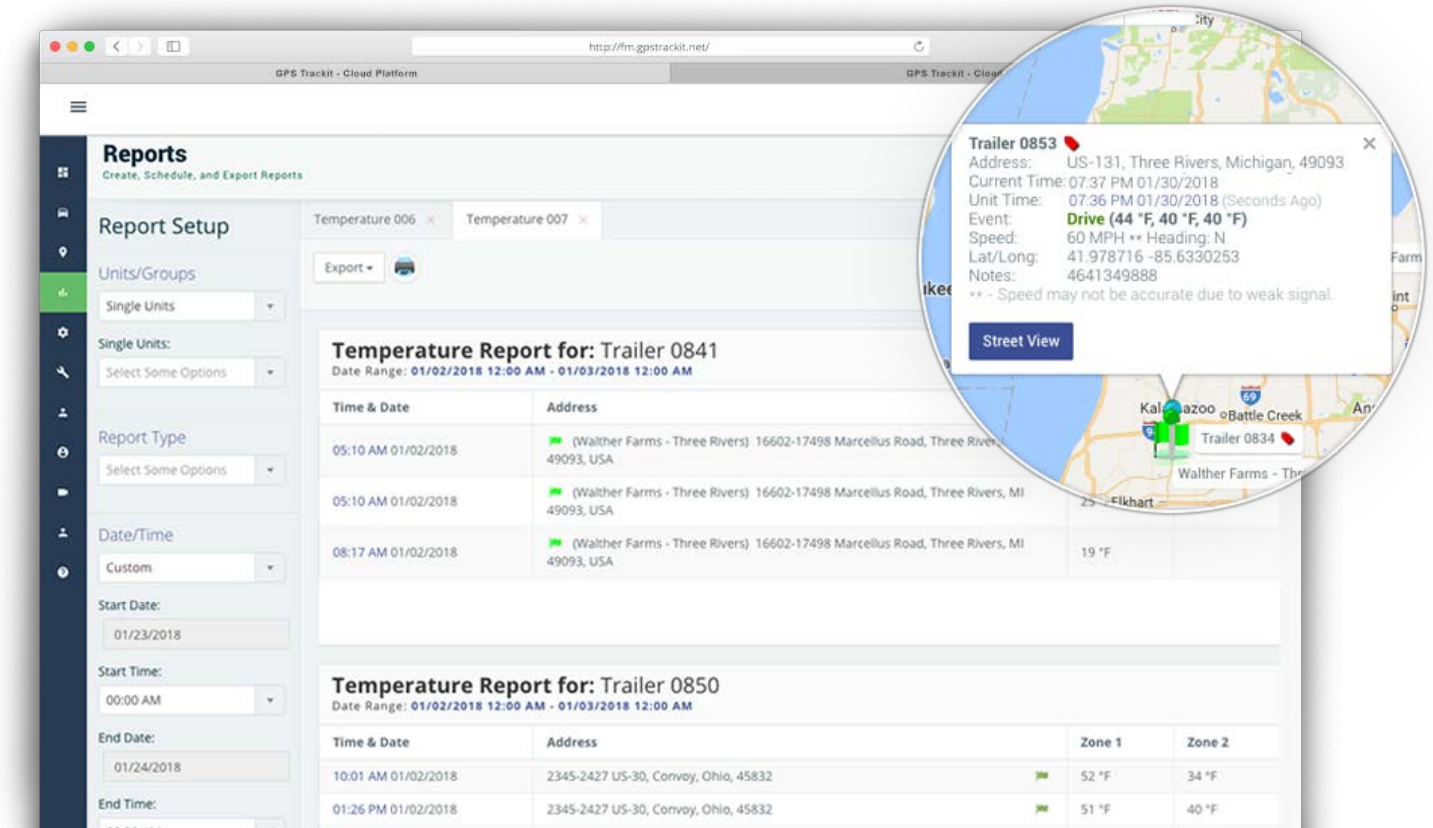 http://fm.gpstrackit.net/
GPS Trackit - Cloud Platform
GPS Trackit - Cloud
Reports
Create, Schedule, and Export Reports
Report Setup
Units/Groups
Single Units
Single Units:
Select Some Options
Report Type
Select Some Options
Date/Time
Custom
Start Date:
01/23/2018
Start Time:
00:00 AM
End Date:
01/24/2018
End Time:
Temperature 006 ×
Temperature 007 ×
Export
Temperature Report for: Trailer 0841
Date Range: 01/02/2018 12:00 AM - 01/03/2018 12:00 AM
Time & Date Address
05:10 AM 01/02/2018 (Walther Farms - Three Rivers) 16602-17498 Marcellus Road, Three River
49093, USA
05:10 AM 01/02/2018 (Walther Farms - Three Rivers) 16602-17498 Marcellus Road, Three Rivers, MI
49093, USA
08:17 AM 01/02/2018 (Walther Farms - Three Rivers) 16602-17498 Marcellus Road, Three Rivers, MI 19 °F
49093, USA
Temperature Report for: Trailer 0850
Date Range: 01/02/2018 12:00 AM - 01/03/2018 12:00 AM
Time & Date Address Zone 1 Zone 2
10:01 AM 01/02/2018 2345-2427 US-30, Convoy, Ohio, 45832 52 °F 34 °F
01:26 PM 01/02/2018 2345-2427 US-30, Convoy, Ohio, 45832 51 °F 40 °F
City
Trailer 0853 ×
Address: US-131, Three Rivers, Michigan, 49093
Current Time: 07:37 PM 01/30/2018
Unit Time: 07:36 PM 01/30/2018 (Seconds Ago)
Event: Drive (44 °F, 40 °F, 40 °F)
Speed: 60 MPH ** Heading: N
Lat/Long: 41.978716 -85.6330253
Notes: 4641349888
** - Speed may not be accurate due to weak signal.
Street View
Farm
ukee
int
69
Kal azoo Battle Creek An
94
Trailer 0834
Walther Farms - Thr
Elkhart